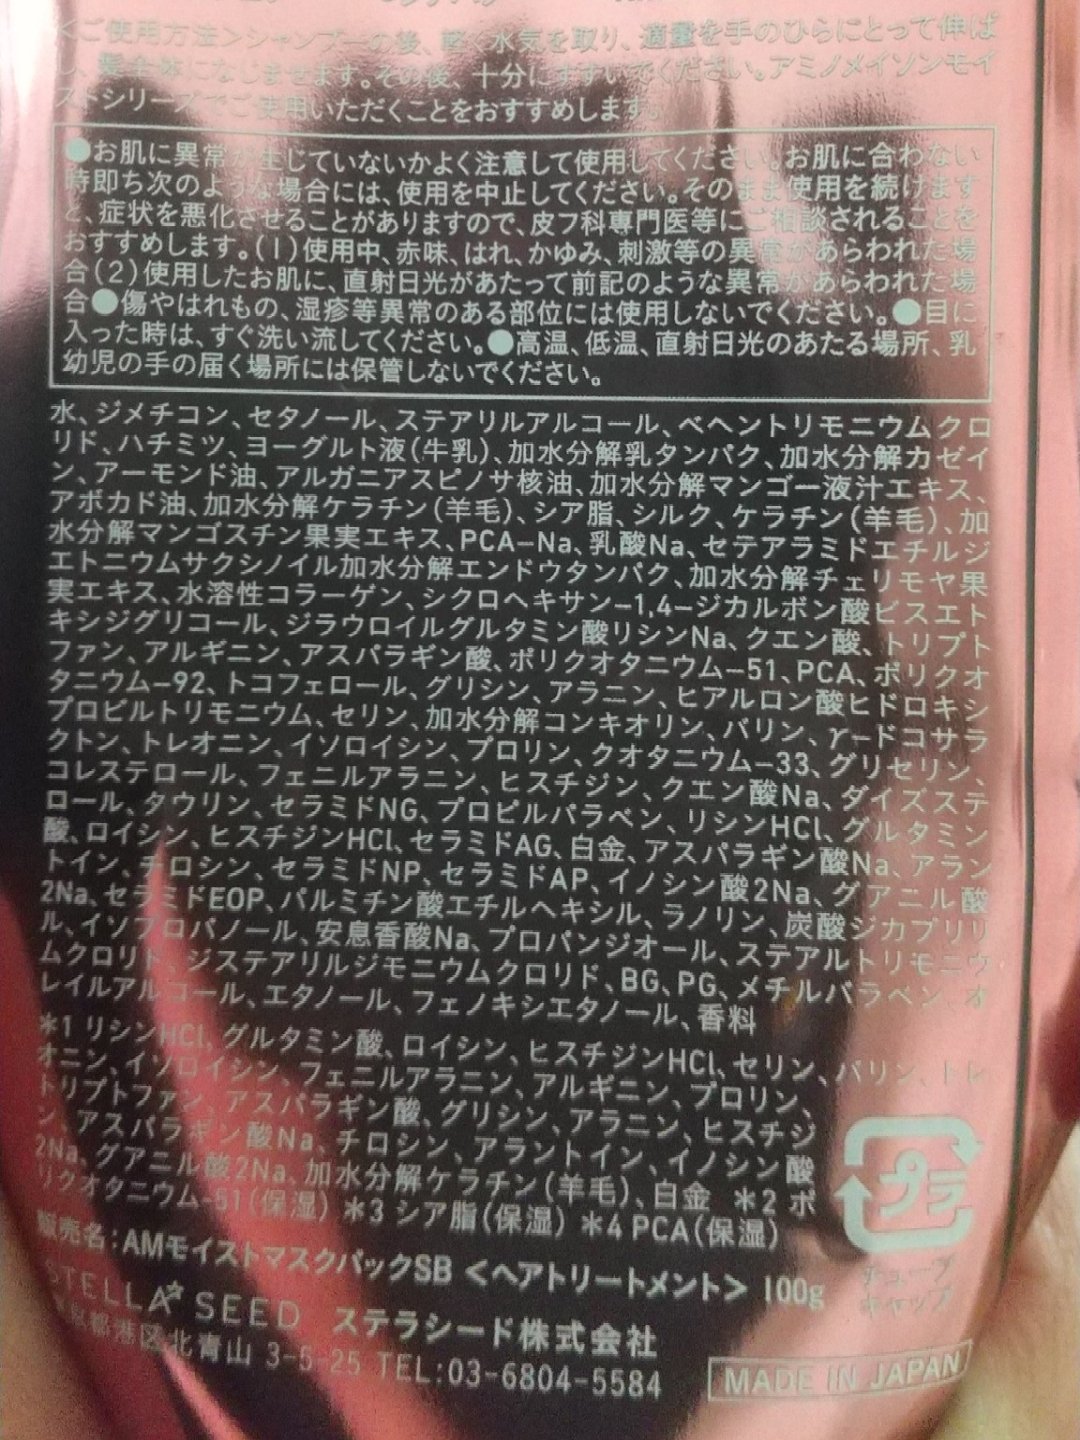 <ご使用方法>シャンプーの後、軽く水気を取り、適量を手のひらにとって伸ば
し、髪全体になじませます。その後、十分にすすいでください。アミノメイソンモイ
ストシリーズでご使用いただくことをおすすめします。
●お肌に異常が生じていないかよく注意して使用してください。お肌に合わない
時即ち次のような場合には、使用を中止してください。そのまま使用を続けます
と、症状を悪化させることがありますので、皮フ科専門医等にご相談されることを
おすすめします。(1)使用中、赤味、はれ、かゆみ、刺激等の異常があらわれた場
合(2)使用したお肌に、直射日光があたって前記のような異常があらわれた場
合●傷やはれもの、湿疹等異常のある部位には使用しないでください。●目に
入った時は、すぐ洗い流してください。●高温、低温、直射日光のあたる場所、乳
幼児の手の届く場所には保管しないでください。
水、ジメチコン、セタノール、ステアリルアルコール、ベヘントリモニウムクロ
リド、ハチミツ、ヨーグルト液(牛乳)、加水分解乳タンパク、加水分解カゼイ
ン、アーモンド油、アルガニアスピノサ核油、加水分解マンゴー液汁エキス、
アボカド油、加水分解ケラチン(羊毛)、シア脂、シルク、ケラチン(羊毛)、加
水分解マンゴスチン果実エキス、PCA-Na、乳酸Na、セテアラミドエチルジ
エトニウムサクシノイル加水分解エンドウタンパク、加水分解チェリモヤ果
実エキス、水溶性コラーゲン、シクロヘキサン-1,4-ジカルボン酸ビスエト
キシジグリコール、ジラウロイルグルタミン酸リシンNa、クエン酸、トリプト
ファン、アルギニン、アスパラギン酸、ポリクオタニウム-51、PCA、ポリクオ
タニウム-92、トコフェロール、グリシン、アラニン、ヒアルロン酸ヒドロキシ
プロピルトリモニウム、セリン、加水分解コンキオリン、バリン、γ-ドコサラ
クトン、トレオニン、イソロイシン、プロリン、クオタニウム-33、グリセリン、
コレステロール、フェニルアラニン、ヒスチジン、クエン酸Na、ダイズステ
ロール、タウリン、セラミドNG、プロピルパラベン、リシンHCl、グルタミン
酸、ロイシン、ヒスチジンHCl、セラミドAG、白金、アスパラギン酸Na、アラン
トイン、チロシン、セラミドNP、セラミドAP、イノシン酸2Na、グアニル酸
2Na、セラミドEOP、パルミチン酸エチルヘキシル、ラノリン、炭酸ジカプリリ
ル、イソプロパノール、安息香酸Na、プロパンジオール、ステアルトリモニウ
ムクロリド、ジステアリルジモニウムクロリド、BG、PG、メチルパラベン、オ
レイルアルコール、エタノール、フェノキシエタノール、香料
*1 リシンHCl、グルタミン酸、ロイシン、ヒスチジンHCl、セリン、バリン、トレ
オニン、イソロイシン、フェニルアラニン、アルギニン、プロリン、
トリプトファン、アスパラギン酸、グリシン、アラニン、ヒスチジ
ン、アスパラギン酸Na、チロシン、アラントイン、イノシン酸
2Na、グアニル酸2Na、加水分解ケラチン(羊毛)、白金 *2 ポ
リクオタニウム-51(保湿) *3 シア脂(保湿) *4 PCA(保湿)
プラ
チューブ
キャップ
販売名:AMモイストマスクパックSB <ヘアトリートメント> 100g
STELLA SEED ステラシード株式会社
東京都港区北青山 3-5-25 TEL:03-6804-5584
MADE IN JAPAN